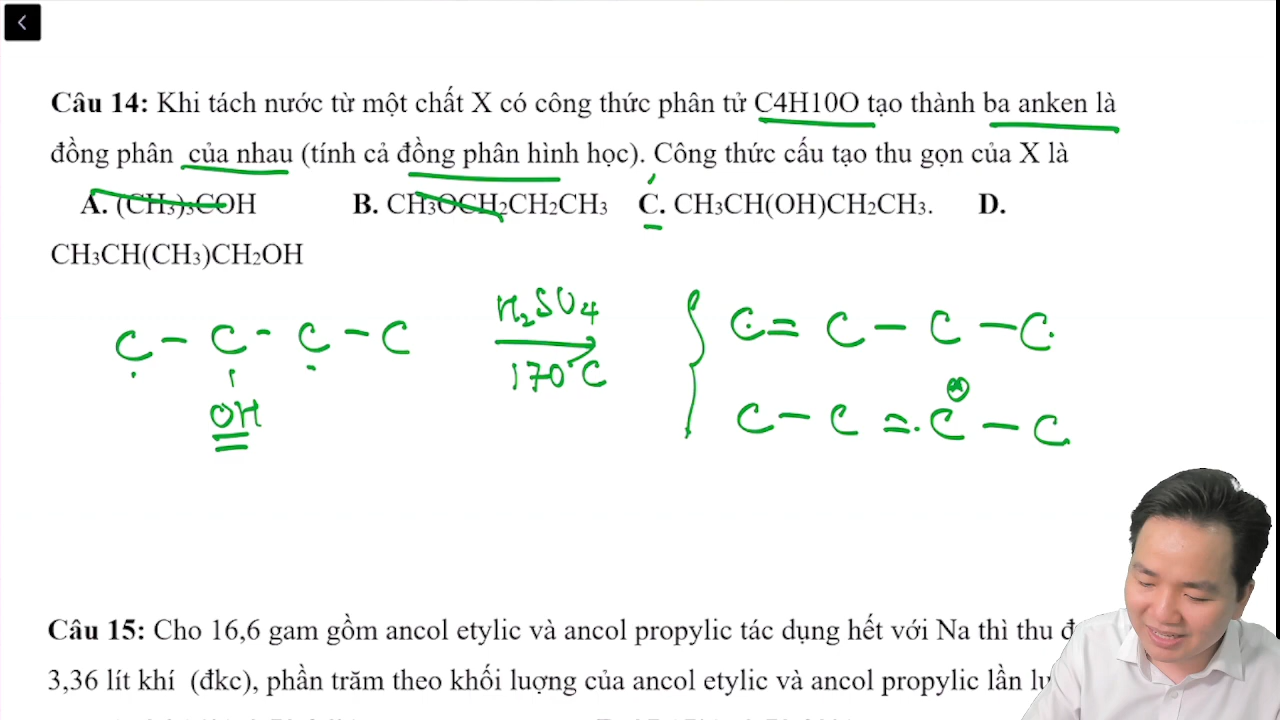 Câu 14: Khi tách nước từ một chất X có công thức phân tử C4H10O tạo thành ba anken là
đồng phân của nhau (tính cả đồng phân hình học). Công thức cấu tạo thu gọn của X là
A. (CH₃)₃COH B. CH₃OCH₂CH₂CH₃ C. CH₃CH(OH)CH₂CH₃. D.
CH₃CH(CH₃)CH₂OH
H₂SO₄
C - C - C - C
C = C - C - C
170°C
OH
C - C = C - C
Câu 15: Cho 16,6 gam gồm ancol etylic và ancol propylic tác dụng hết với Na thì thu
3,36 lít khí (đkc), phần trăm theo khối luợng của ancol etylic và ancol propylic lần